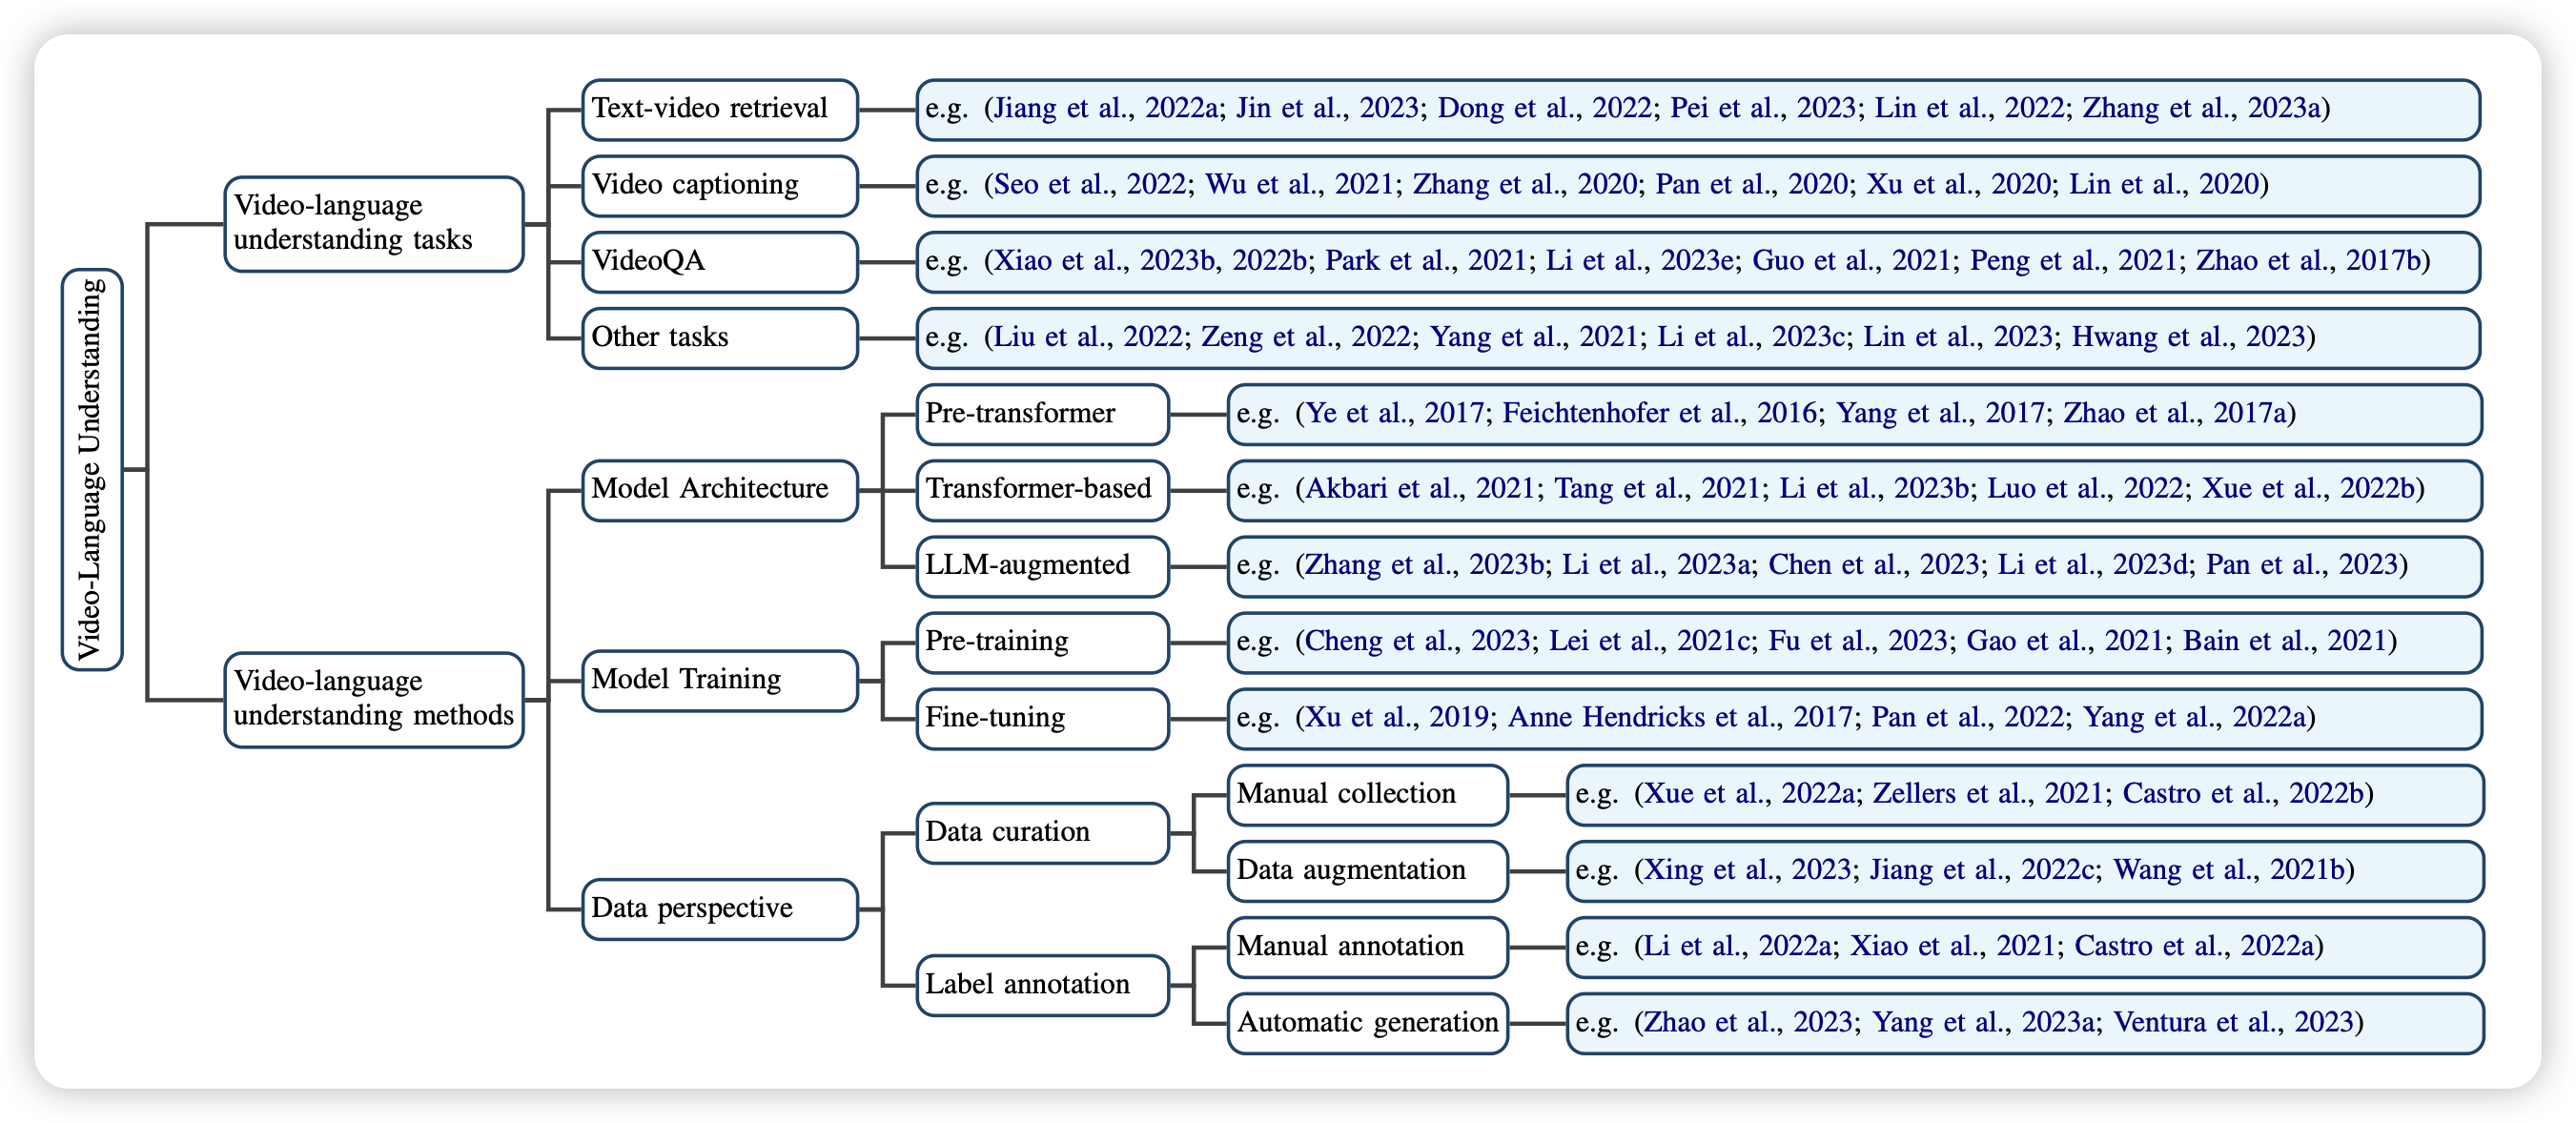 Video-Language Understanding
Video-language
understanding tasks
Text-video retrieval
e.g. (Jiang et al., 2022a; Jin et al., 2023; Dong et al., 2022; Pei et al., 2023; Lin et al., 2022; Zhang et al., 2023a)
Video captioning
e.g. (Seo et al., 2022; Wu et al., 2021; Zhang et al., 2020; Pan et al., 2020; Xu et al., 2020; Lin et al., 2020)
VideoQA
e.g. (Xiao et al., 2023b, 2022b; Park et al., 2021; Li et al., 2023e; Guo et al., 2021; Peng et al., 2021; Zhao et al., 2017b)
Other tasks
e.g. (Liu et al., 2022; Zeng et al., 2022; Yang et al., 2021; Li et al., 2023c; Lin et al., 2023; Hwang et al., 2023)
Video-language
understanding methods
Model Architecture
Pre-transformer
e.g. (Ye et al., 2017; Feichtenhofer et al., 2016; Yang et al., 2017; Zhao et al., 2017a)
Transformer-based
e.g. (Akbari et al., 2021; Tang et al., 2021; Li et al., 2023b; Luo et al., 2022; Xue et al., 2022b)
LLM-augmented
e.g. (Zhang et al., 2023b; Li et al., 2023a; Chen et al., 2023; Li et al., 2023d; Pan et al., 2023)
Model Training
Pre-training
e.g. (Cheng et al., 2023; Lei et al., 2021c; Fu et al., 2023; Gao et al., 2021; Bain et al., 2021)
Fine-tuning
e.g. (Xu et al., 2019; Anne Hendricks et al., 2017; Pan et al., 2022; Yang et al., 2022a)
Data perspective
Data curation
Manual collection
e.g. (Xue et al., 2022a; Zellers et al., 2021; Castro et al., 2022b)
Data augmentation
e.g. (Xing et al., 2023; Jiang et al., 2022c; Wang et al., 2021b)
Label annotation
Manual annotation
e.g. (Li et al., 2022a; Xiao et al., 2021; Castro et al., 2022a)
Automatic generation
e.g. (Zhao et al., 2023; Yang et al., 2023a; Ventura et al., 2023)